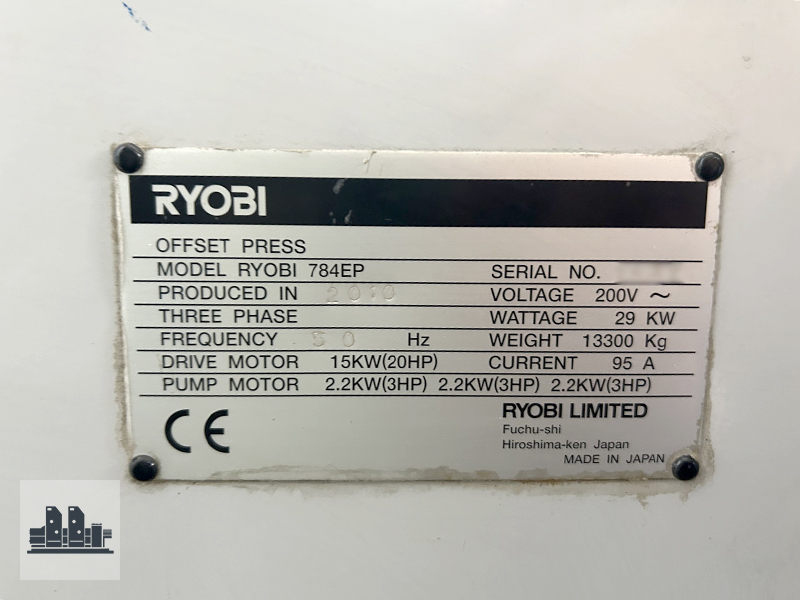 RYOBI
OFFSET PRESS
MODEL RYOBI 784EP SERIAL NO.
PRODUCED IN 2010 VOLTAGE 200V ~
THREE PHASE WATTAGE 29 KW
FREQUENCY 50 Hz WEIGHT 13300 Kg
DRIVE MOTOR 15KW(20HP) CURRENT 95 A
PUMP MOTOR 2.2KW(3HP) 2.2KW(3HP) 2.2KW(3HP)
CE RYOBI LIMITED
Fuchu-shi
Hiroshima-ken Japan
MADE IN JAPAN